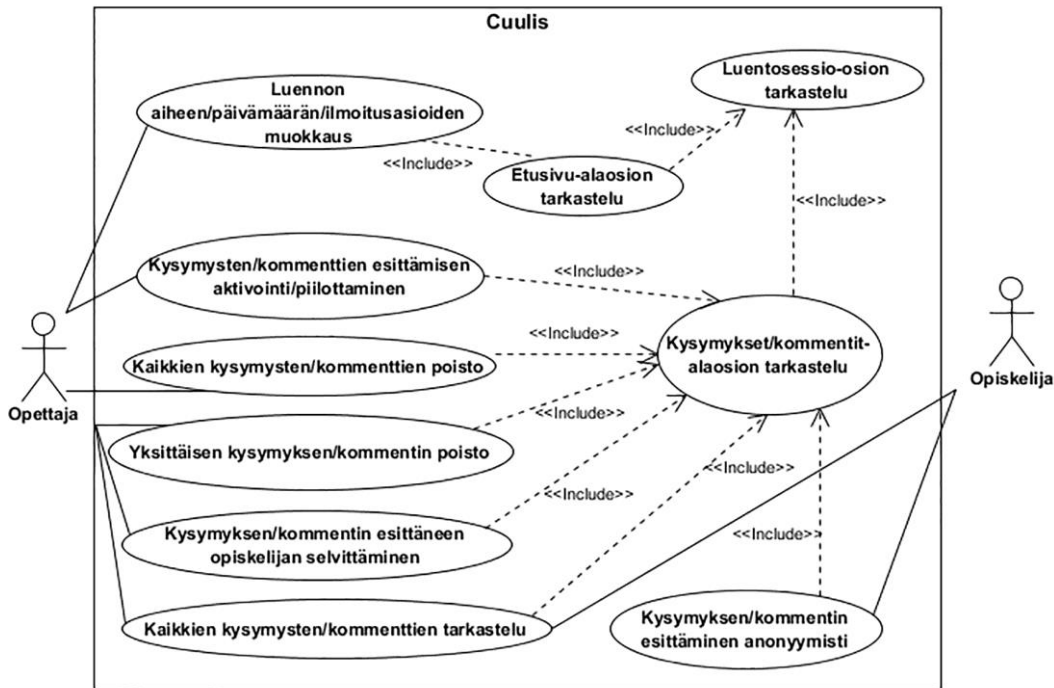 Cuulis
Luennon
aiheen/päivämäärän/ilmoitusasioiden
muokkaus
Luentosessio-osion
tarkastelu
<<Include>>
<<Include>>
Etusivu-alaosion
tarkastelu
<<Include>>
Kysymysten/kommenttien esittämisen
aktivointi/piilottaminen
<<Include>>
Kysymykset/kommentit-
alaosion tarkastelu
<<Include>>
Kaikkien kysymysten/kommenttien poisto
Opettaja
Opiskelija
<<Include>>
Yksittäisen kysymyksen/kommentin poisto
<<Include>>
<<Include>>
Kysymyksen/kommentin esittäneen
opiskelijan selvittäminen
<<Include>>
Kaikkien kysymysten/kommenttien tarkastelu
Kysymyksen/kommentin
esittäminen anonyymisti